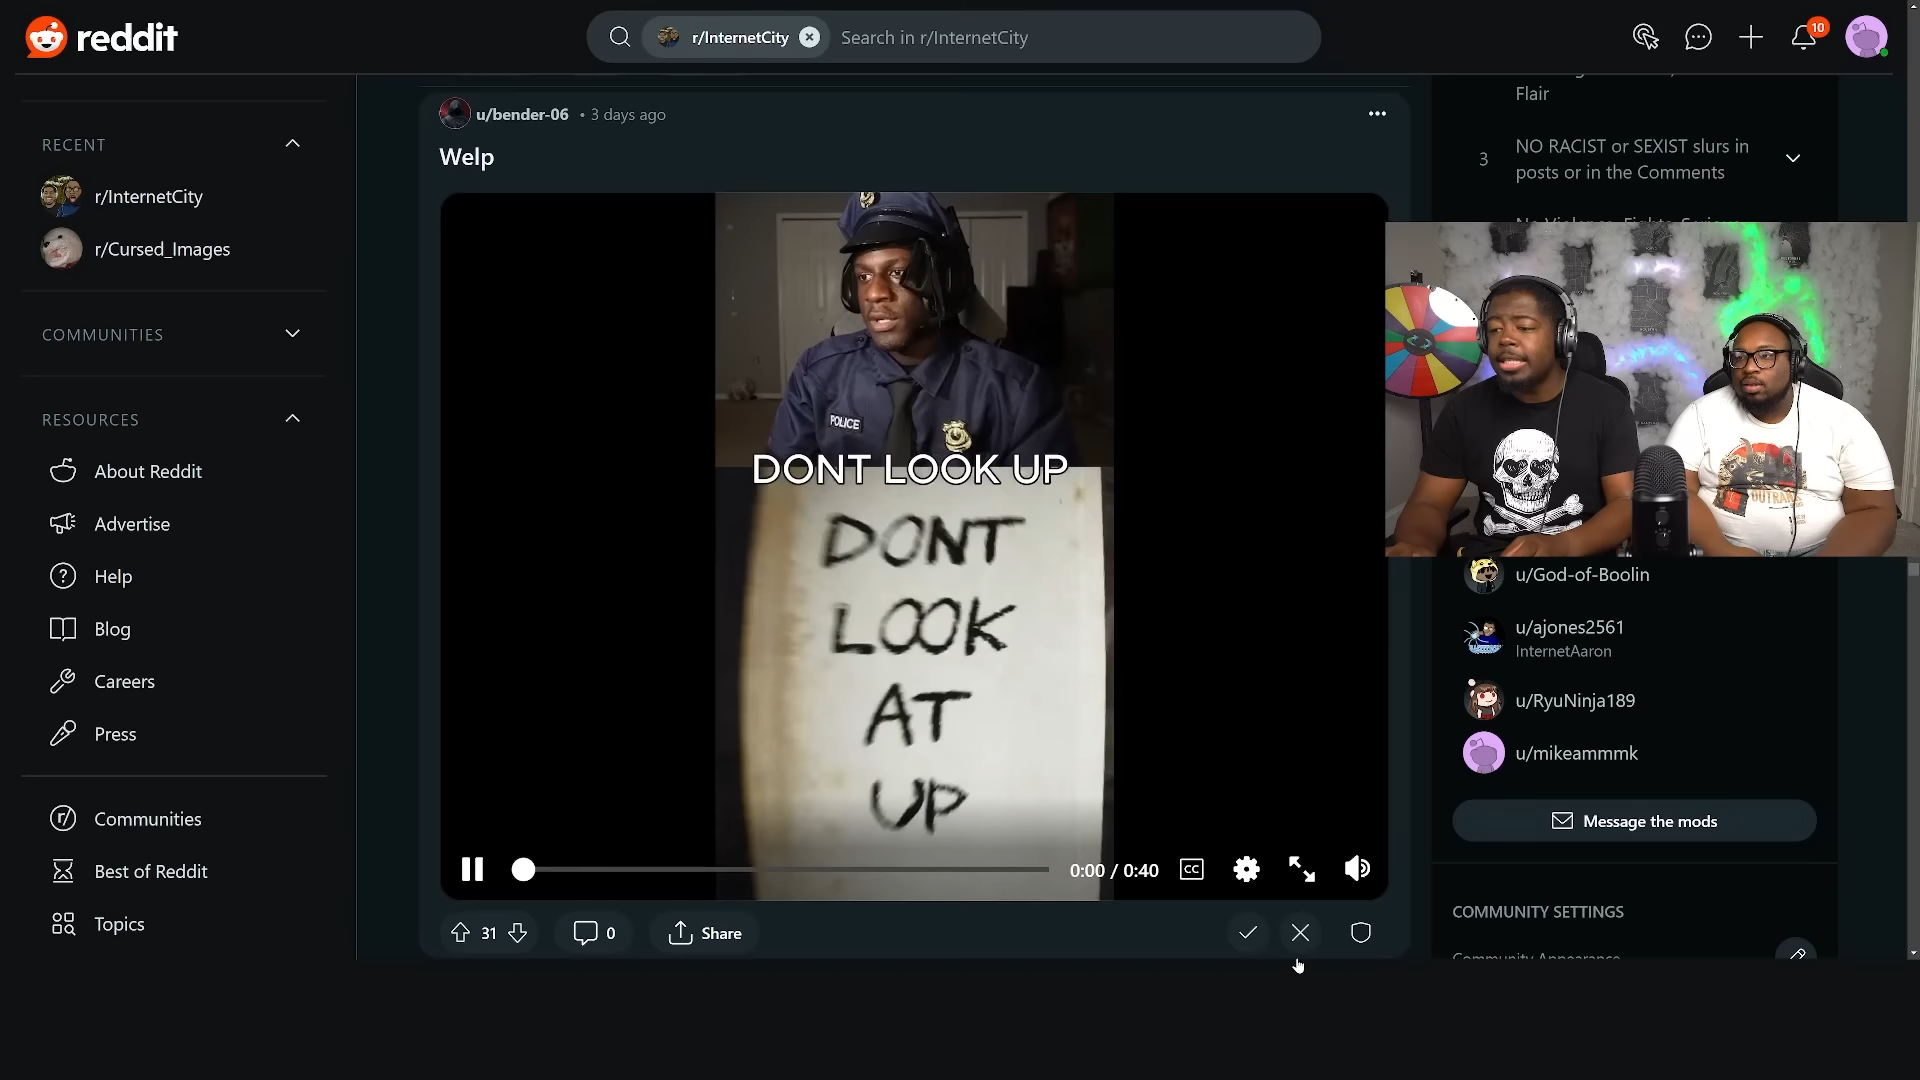 reddit
r/InternetCity
Search in r/InternetCity
10
RECENT
r/InternetCity
r/Cursed_Images
COMMUNITIES
RESOURCES
About Reddit
Advertise
Help
Blog
Careers
Press
Communities
Best of Reddit
Topics
u/bender-06 • 3 days ago
Welp
POLICE
DONT LOOK UP
DONT
LOOK
AT
UP
0:00 / 0:40
CC
31
0
Share
Flair
3
NO RACIST or SEXIST slurs in
posts or in the Comments
OUTRAN
u/God-of-Boolin
u/ajones2561
InternetAaron
u/RyuNinja189
u/mikeammmk
Message the mods
COMMUNITY SETTINGS
Community Appearance